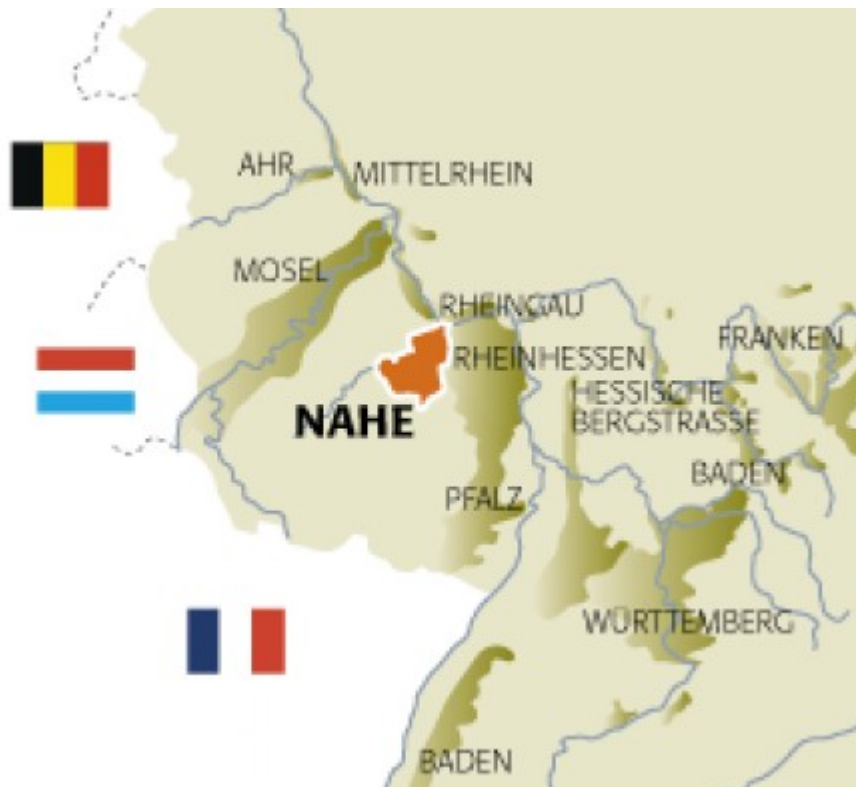 AHR
MITTELRHEIN
MOSEL
RHEINGAU
FRANKEN
RHEINHESSEN
HESSISCHE
BERGSTRASSE
NAHE
BADEN
PFALZ
WÜRTTEMBERG
BADEN